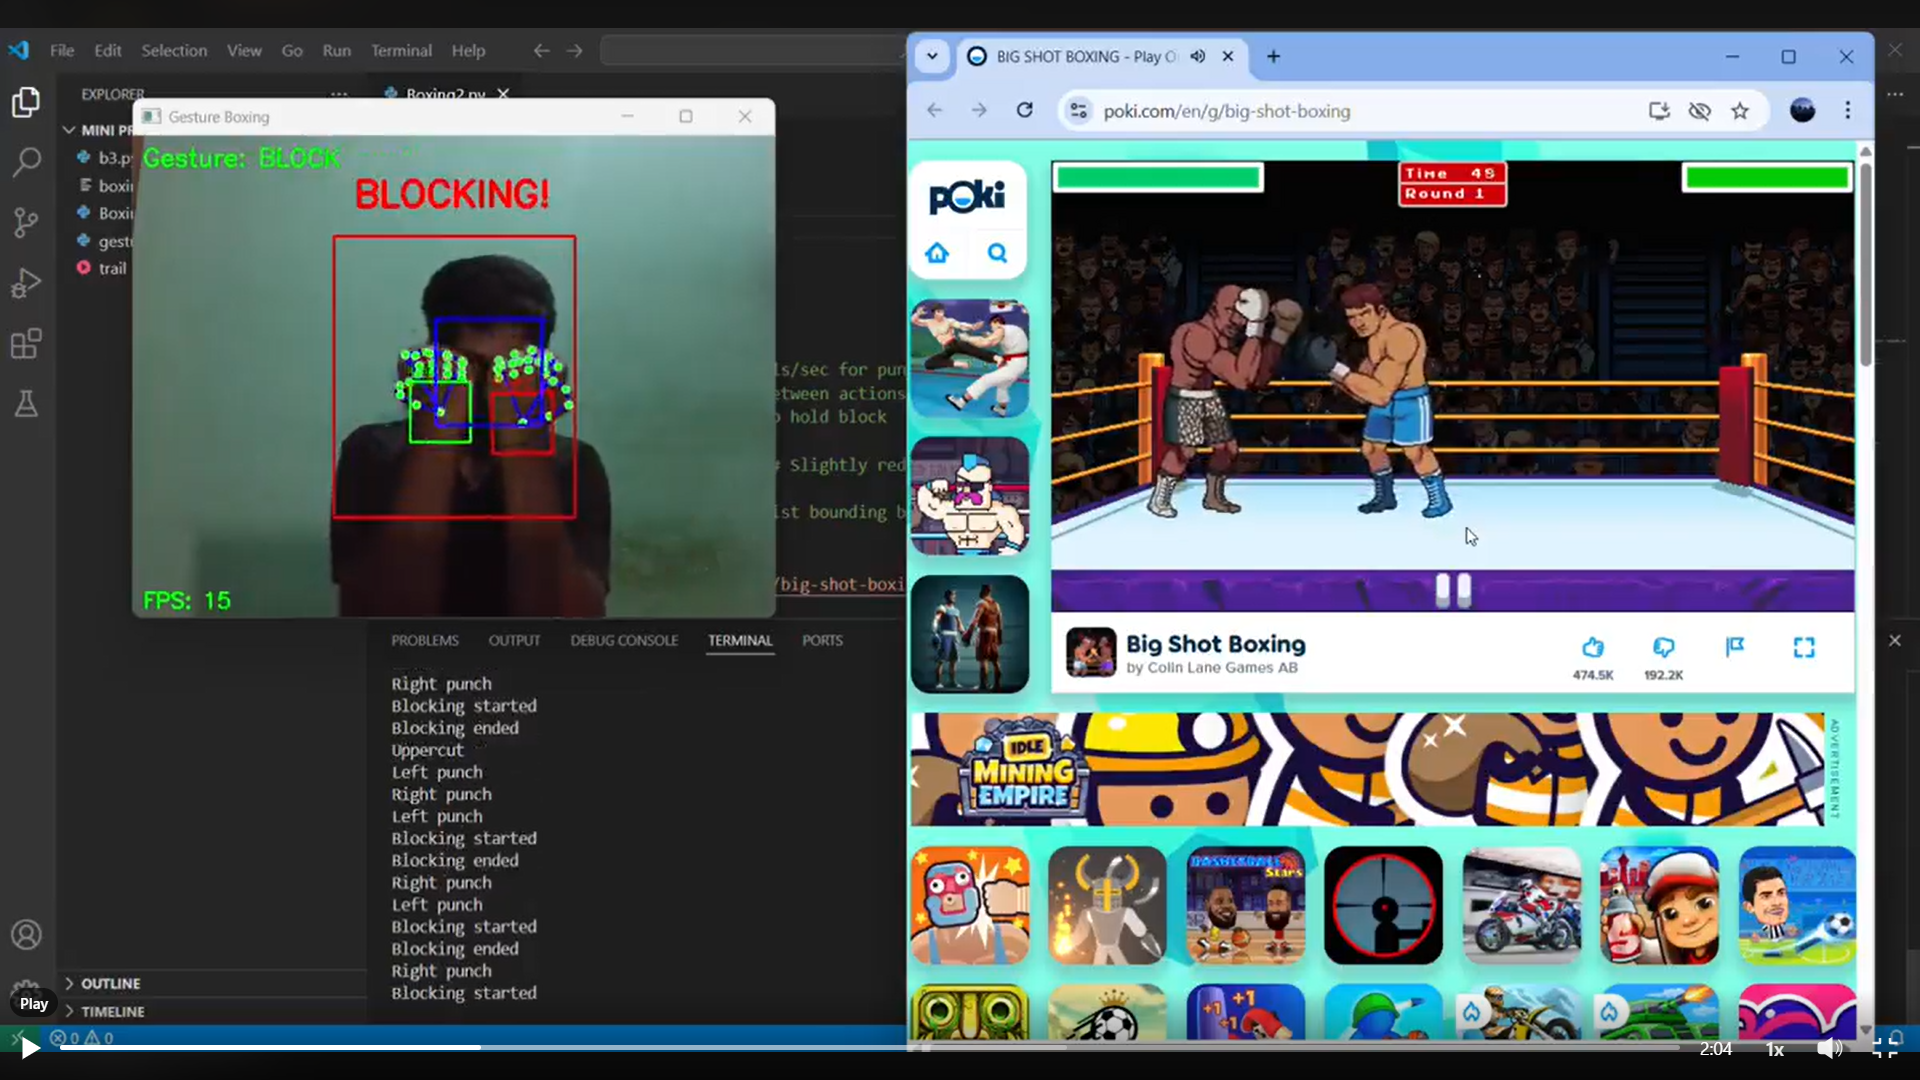 File Edit Selection View Go Run Terminal Help
EXPLORER
Boxing2.py
MINI PR
b3.py
boxi
Boxi
gest
trail
Gesture Boxing
Gesture: BLOCK
BLOCKING!
FPS: 15
ls/sec for pun
etween actions
o hold block
# Slightly red
ist bounding b
/big-shot-boxi
PROBLEMS OUTPUT DEBUG CONSOLE TERMINAL PORTS
Right punch
Blocking started
Blocking ended
Uppercut
Left punch
Right punch
Left punch
Blocking started
Blocking ended
Right punch
Left punch
Blocking started
Blocking ended
Right punch
Blocking started
OUTLINE
TIMELINE
Play
0 0
BIG SHOT BOXING - Play O
poki.com/en/g/big-shot-boxing
poki
Time 48
Round 1
Big Shot Boxing
by Colin Lane Games AB
474.5K
192.2K
IDLE
MINING
EMPIRE
ADVERTISEMENT
BASKETBALL
Stars
+1
+1
+1
2:04
1x